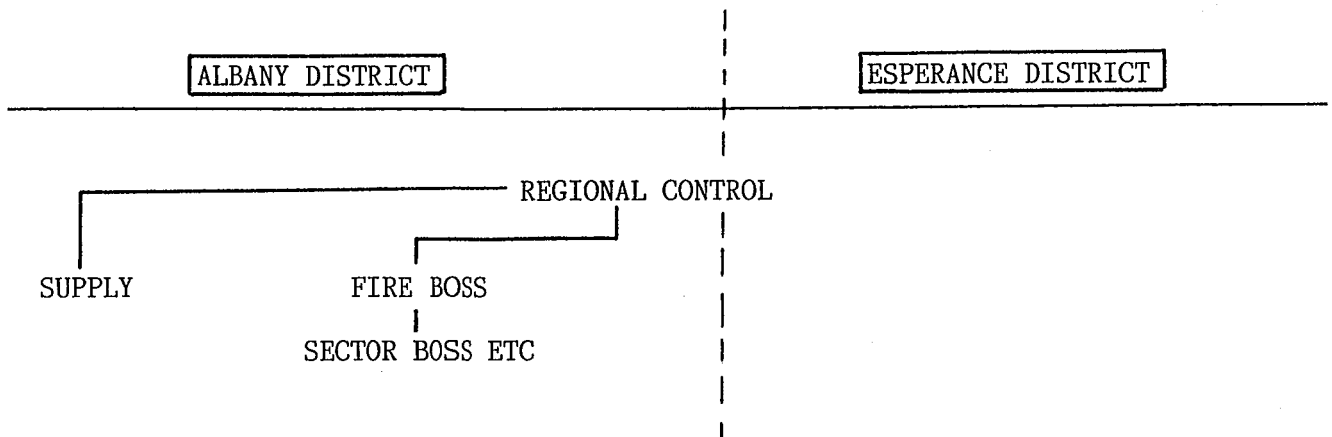 ALBANY DISTRICT
ESPERANCE DISTRICT
REGIONAL CONTROL
SUPPLY
FIRE BOSS
SECTOR BOSS ETC